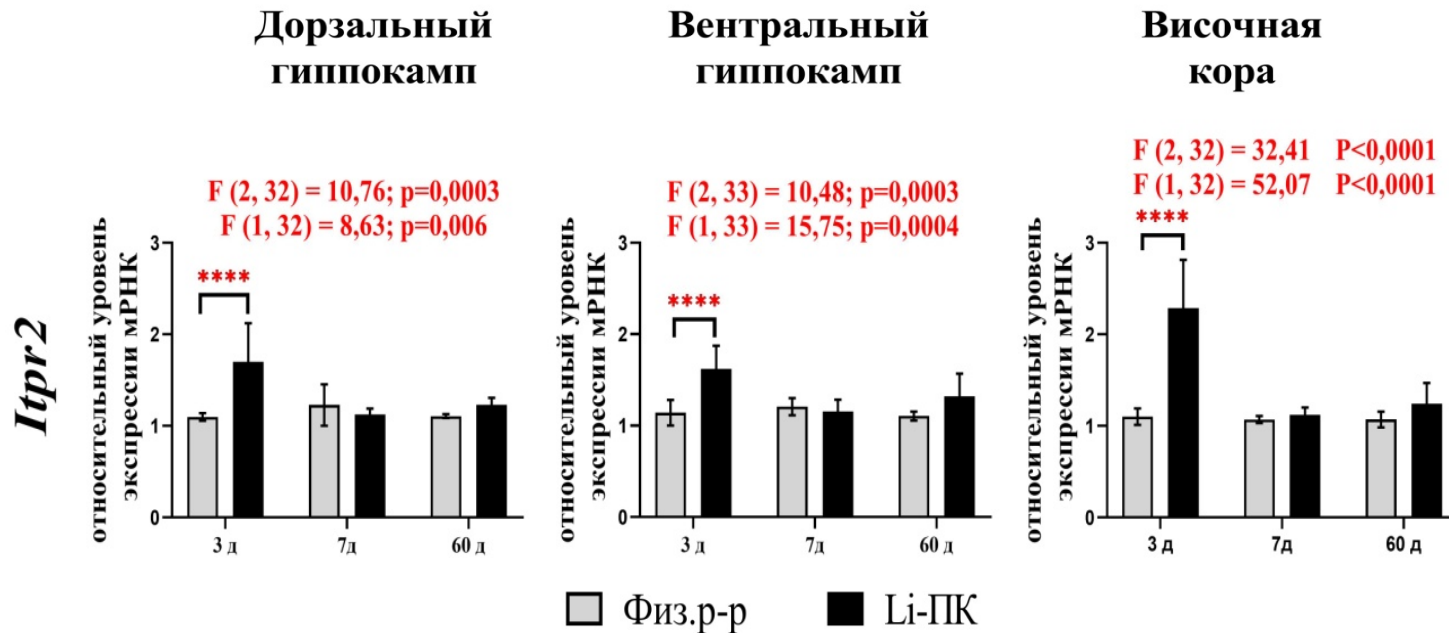 Дорзальный
гиппокамп
Вентральный
гиппокамп
Височная
кора
Itpr2
F (2, 32) = 10,76; p=0,0003
F (1, 32) = 8,63; p=0,006
относительный уровень
экспрессии мРНК
3
2
1
0
****
3 д
7д
60 д
F (2, 33) = 10,48; p=0,0003
F (1, 33) = 15,75; p=0,0004
относительный уровень
экспрессии мРНК
3
2
1
0
****
3 д
7д
60 д
F (2, 32) = 32,41 P<0,0001
F (1, 32) = 52,07 P<0,0001
относительный уровень
экспрессии мРНК
3
2
1
0
****
3 д
7д
60 д
Физ.р-р
Li-ПК